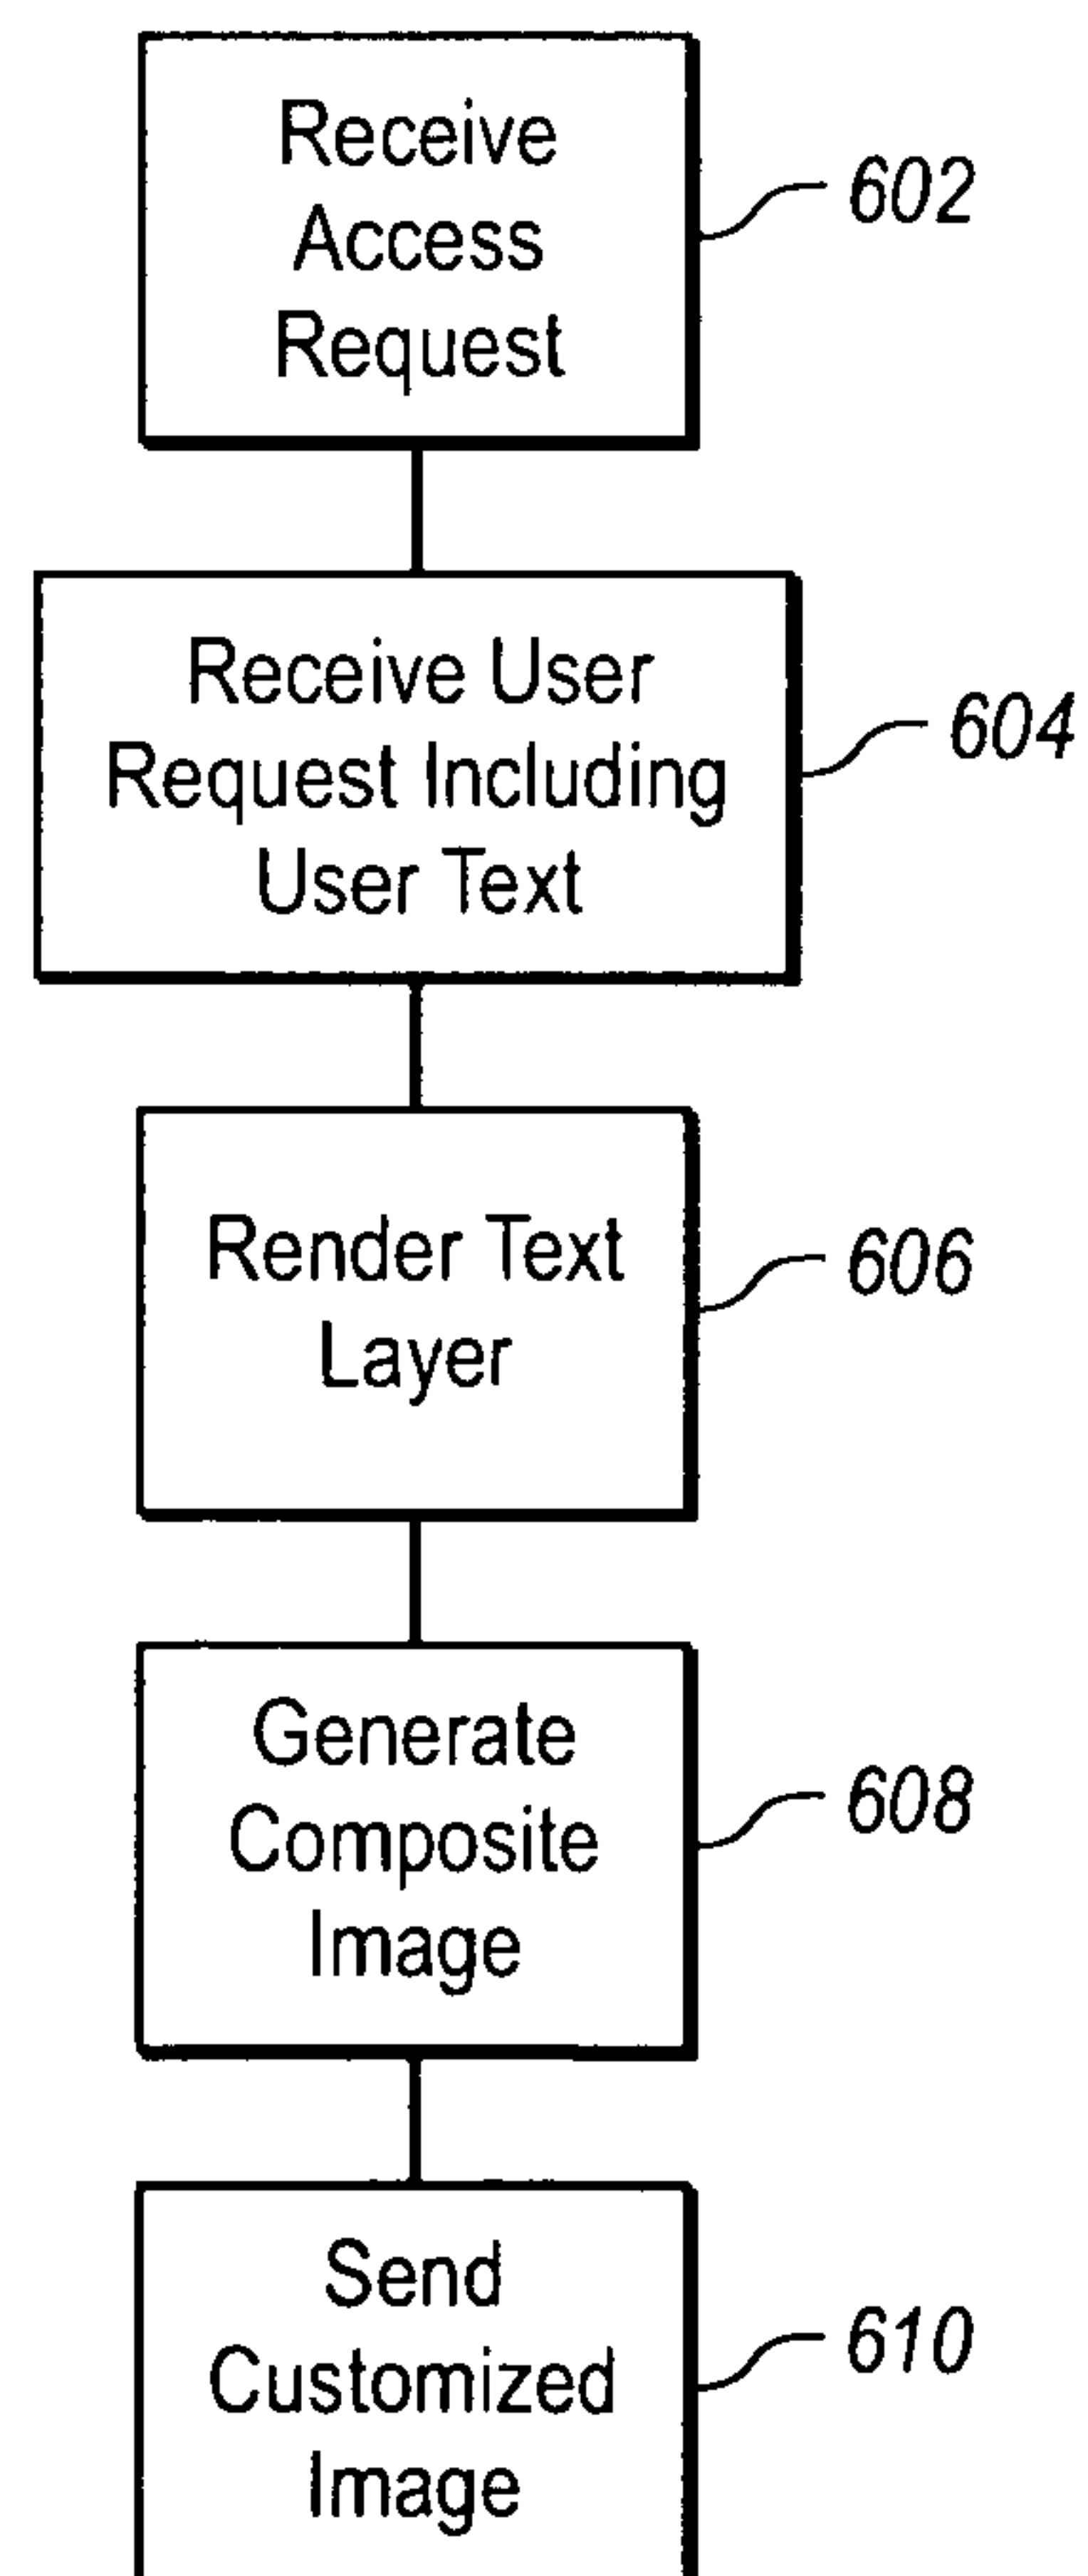 Receive
Access
Request
602
Receive User
Request Including
User Text
604
Render Text
Layer
606
Generate
Composite
Image
608
Send
Customized
Image
610